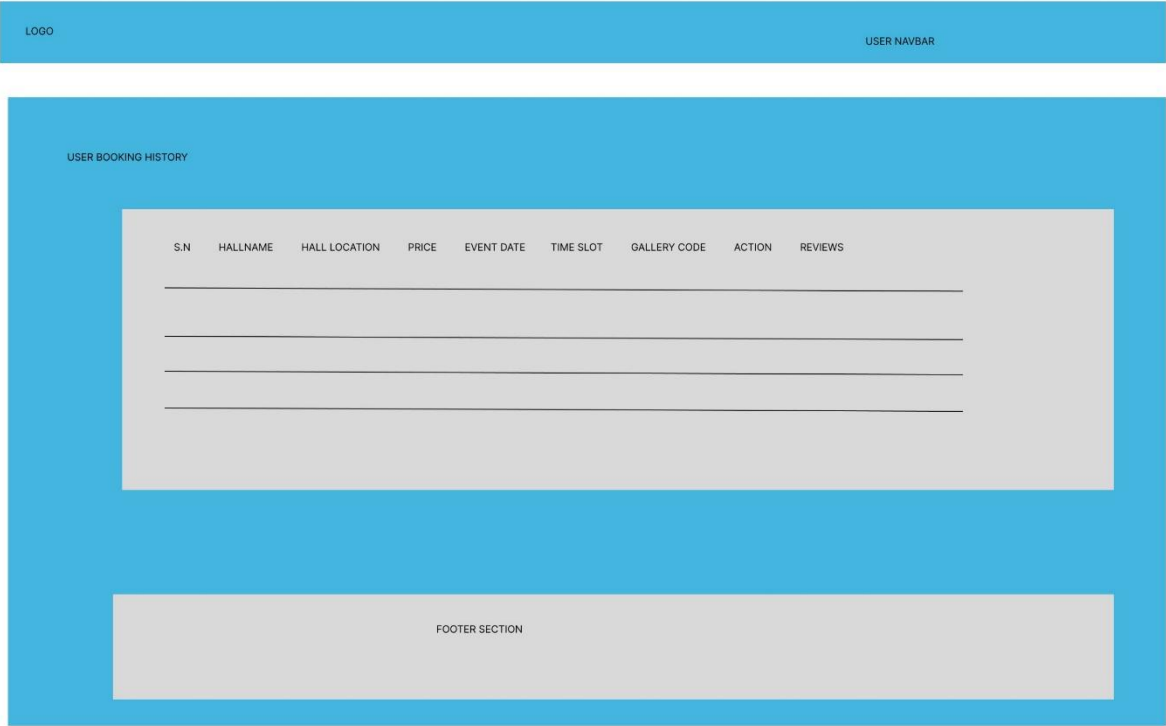 LOGO
USER NAVBAR
USER BOOKING HISTORY
S.N HALLNAME HALL LOCATION PRICE EVENT DATE TIME SLOT GALLERY CODE ACTION REVIEWS
FOOTER SECTION